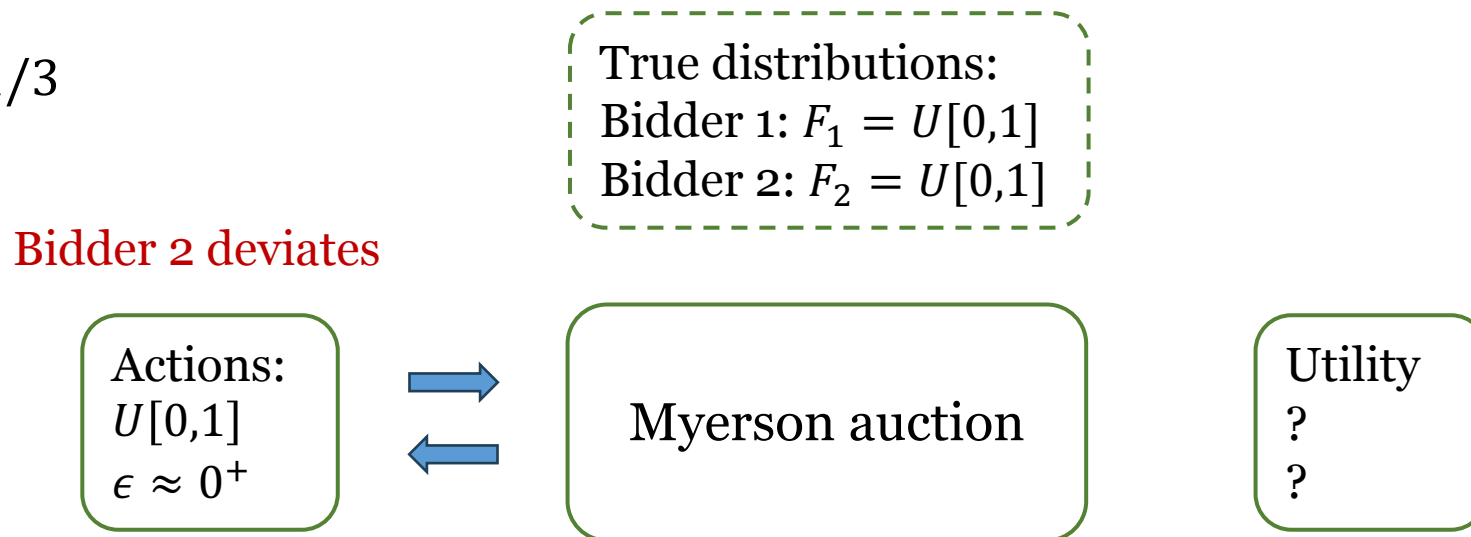 /3
True distributions:
Bidder 1: F₁ = U[0,1]
Bidder 2: F₂ = U[0,1]
Bidder 2 deviates
Actions:
U[0,1]
ϵ ≈ 0⁺
Myerson auction
Utility
?
?